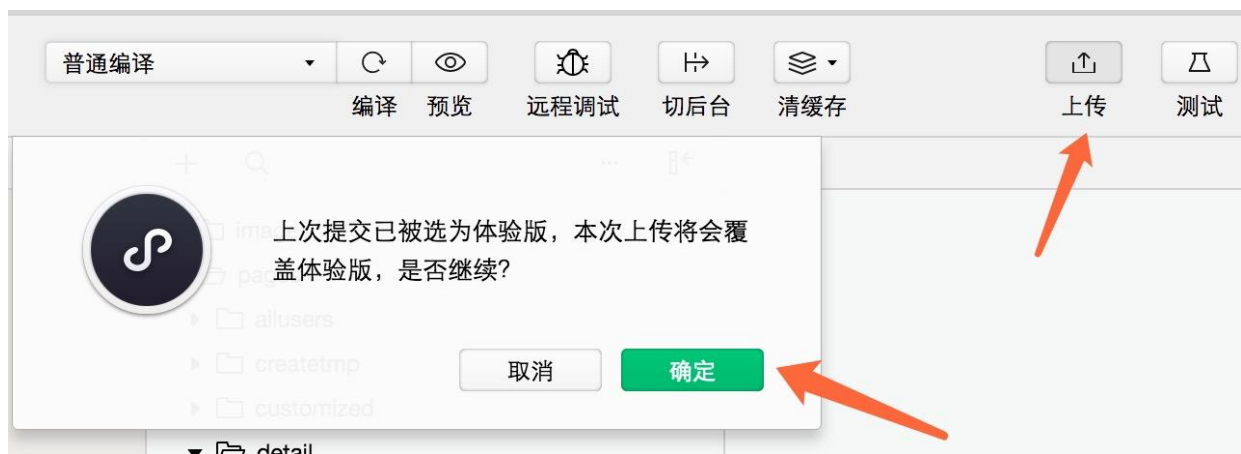 普通编译
编译 预览 远程调试 切后台 清缓存 上传 测试
上次提交已被选为体验版，本次上传将会覆
盖体验版，是否继续？
allusers
createtmp
取消 确定
customized
detail